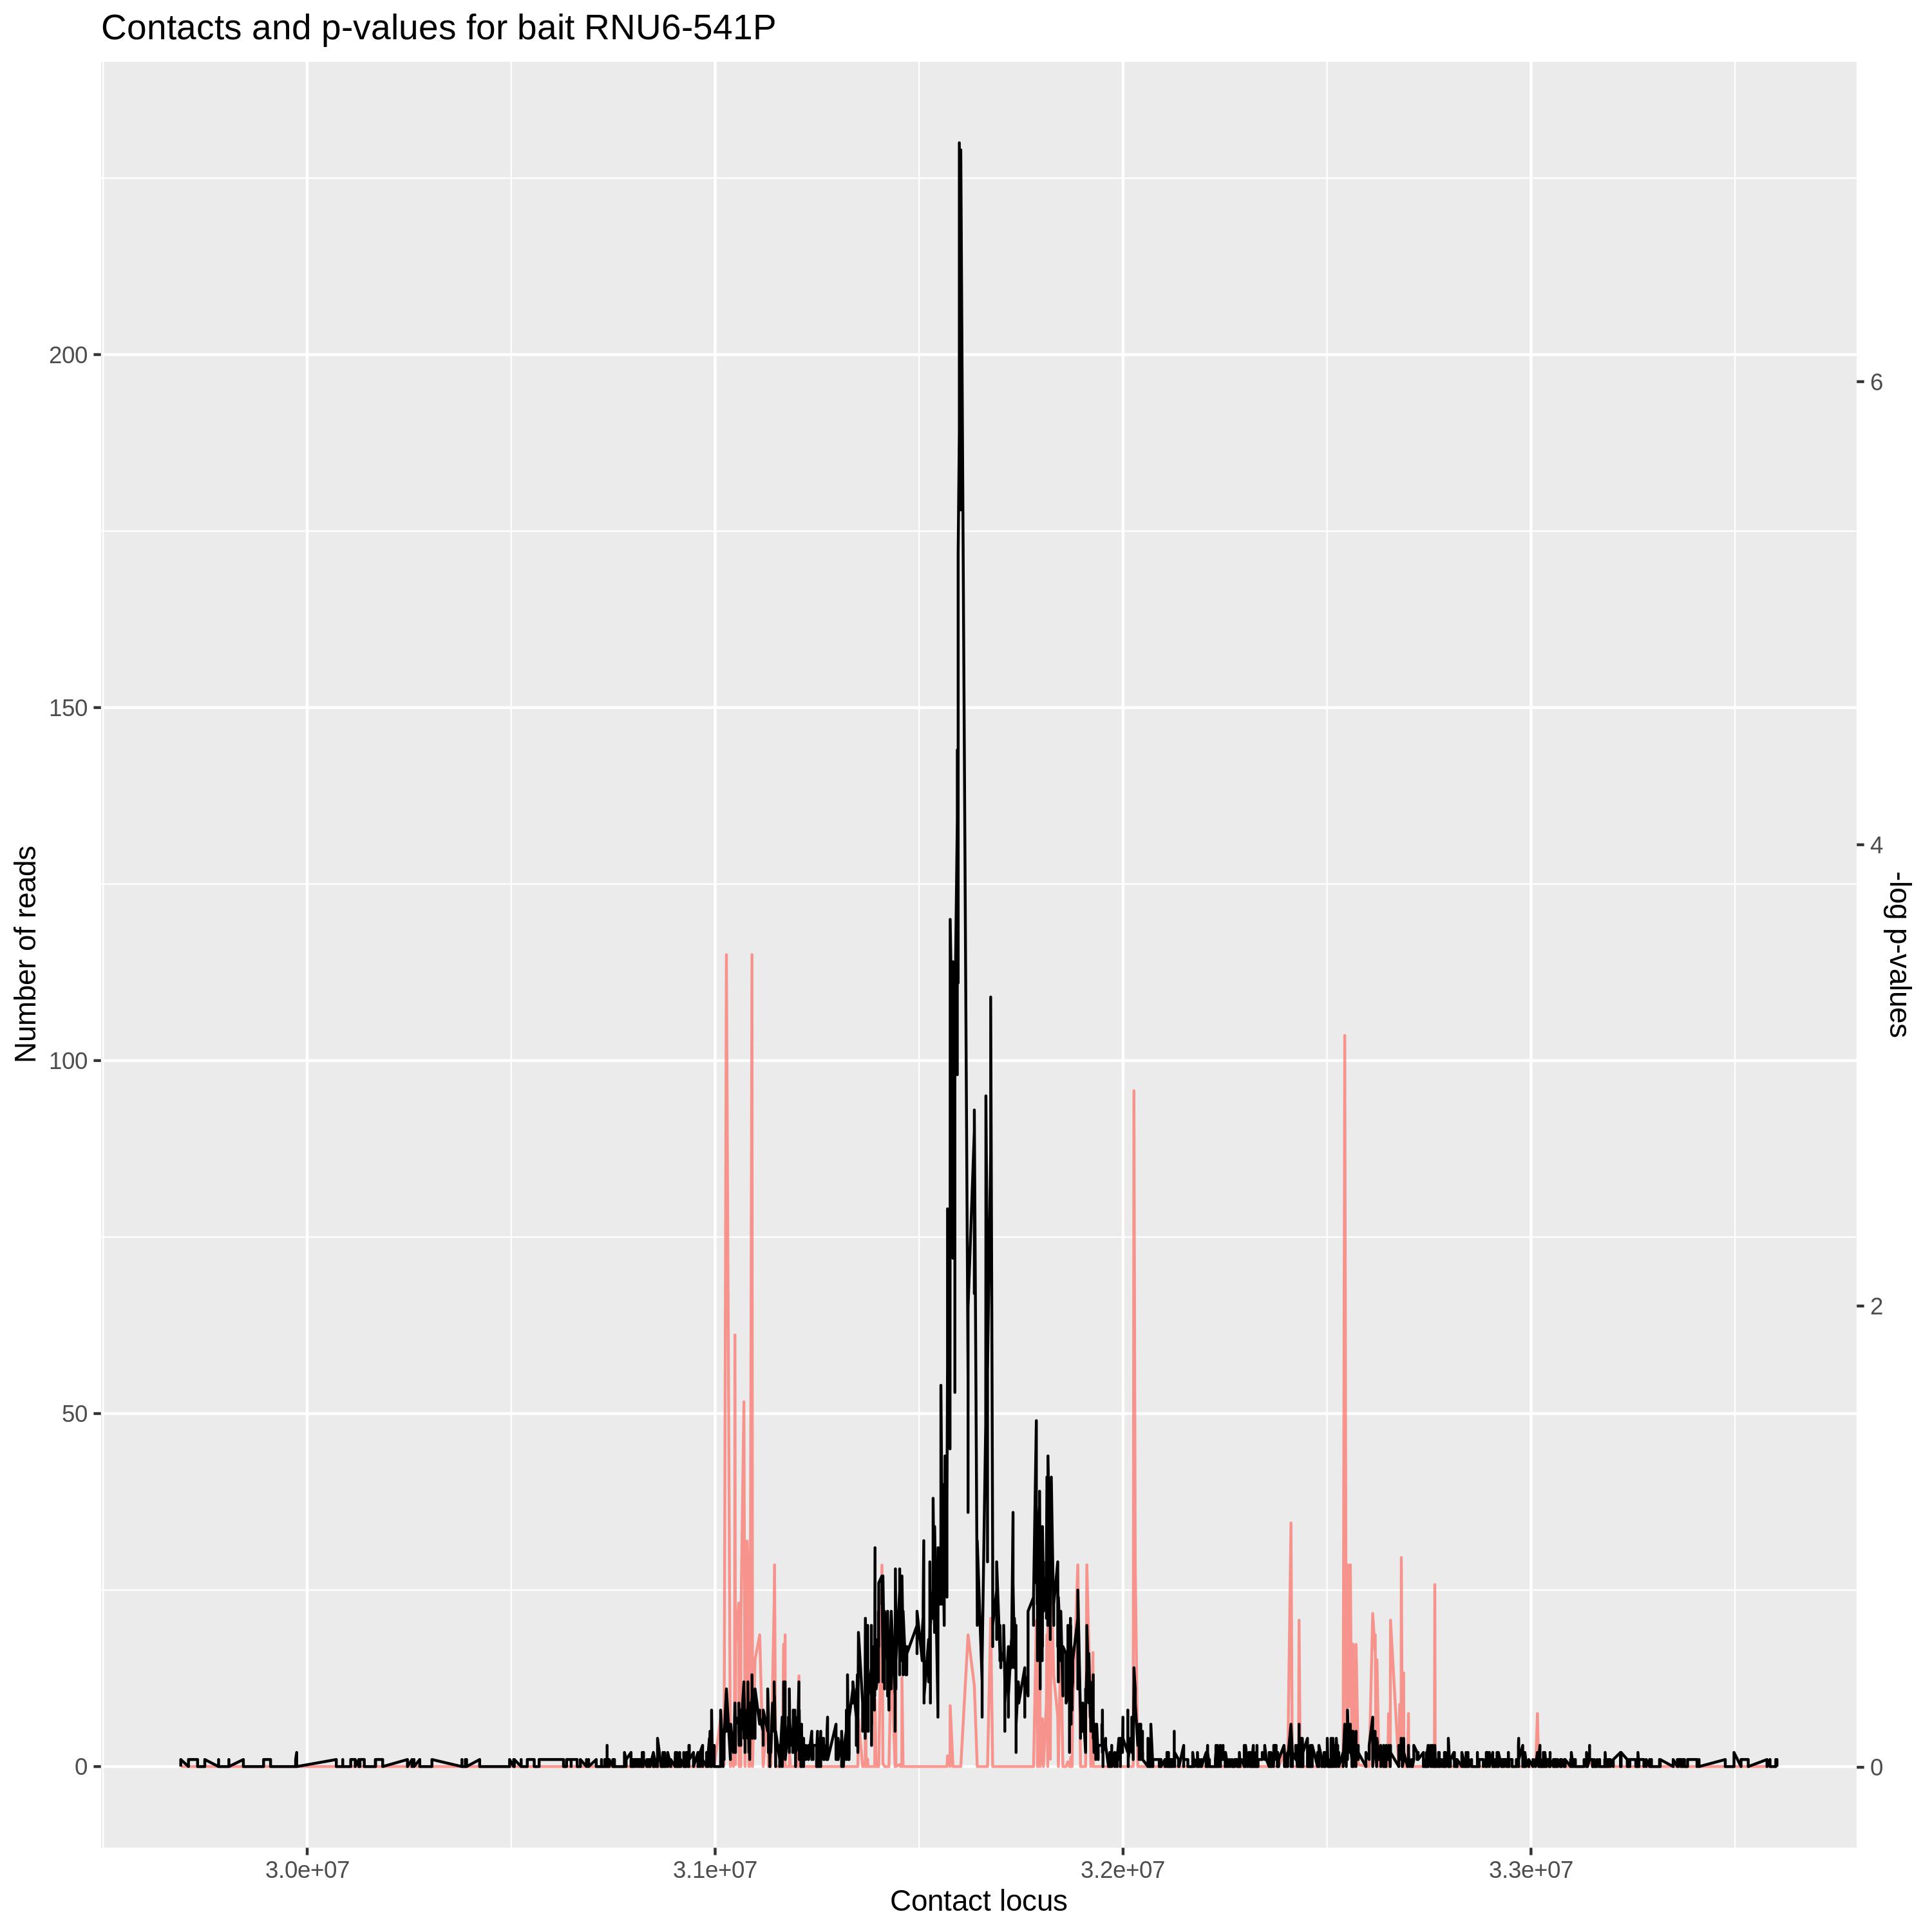 Contacts and p-values for bait RNU6-541P
Number of reads
200
150
100
50
0
6
4
2
0
-log p-values
3.0e+07
3.1e+07
3.2e+07
3.3e+07
Contact locus